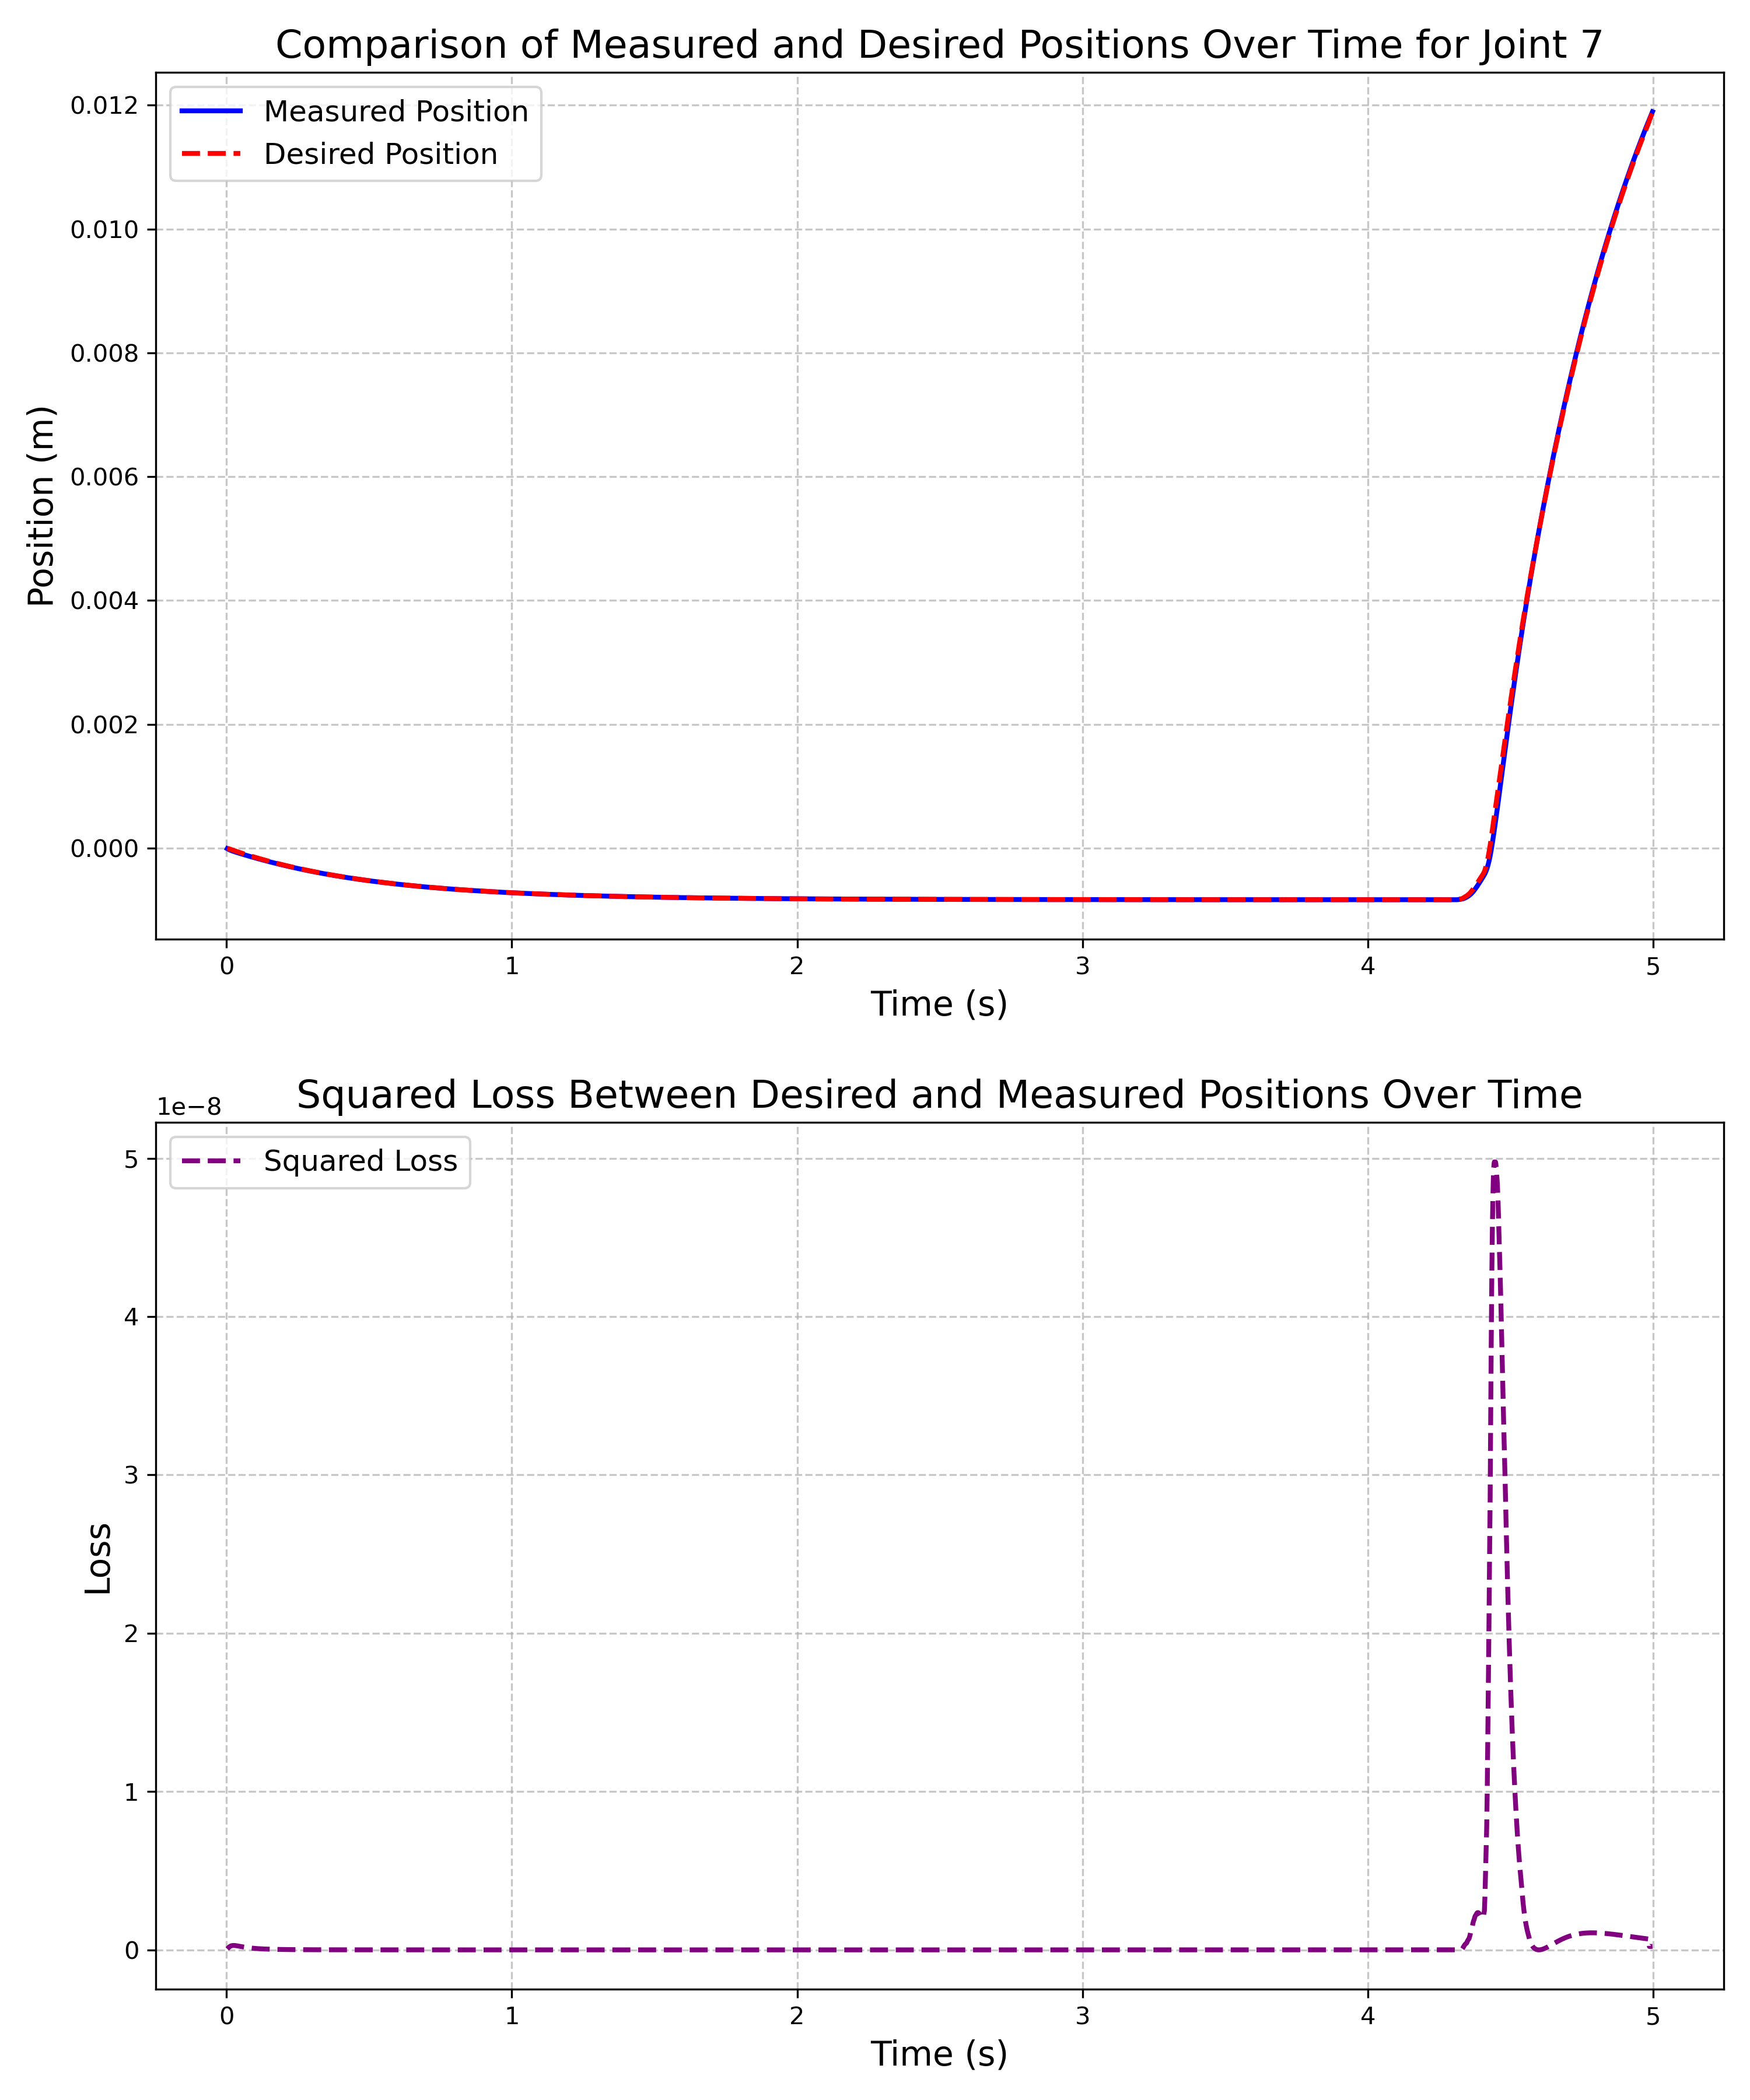 Comparison of Measured and Desired Positions Over Time for Joint 7
Measured Position
Desired Position
0.012
0.010
0.008
0.006
0.004
0.002
0.000
Position (m)
0 1 2 3 4 5
Time (s)
Squared Loss Between Desired and Measured Positions Over Time
1e−8
Squared Loss
5
4
3
2
1
0
Loss
0 1 2 3 4 5
Time (s)